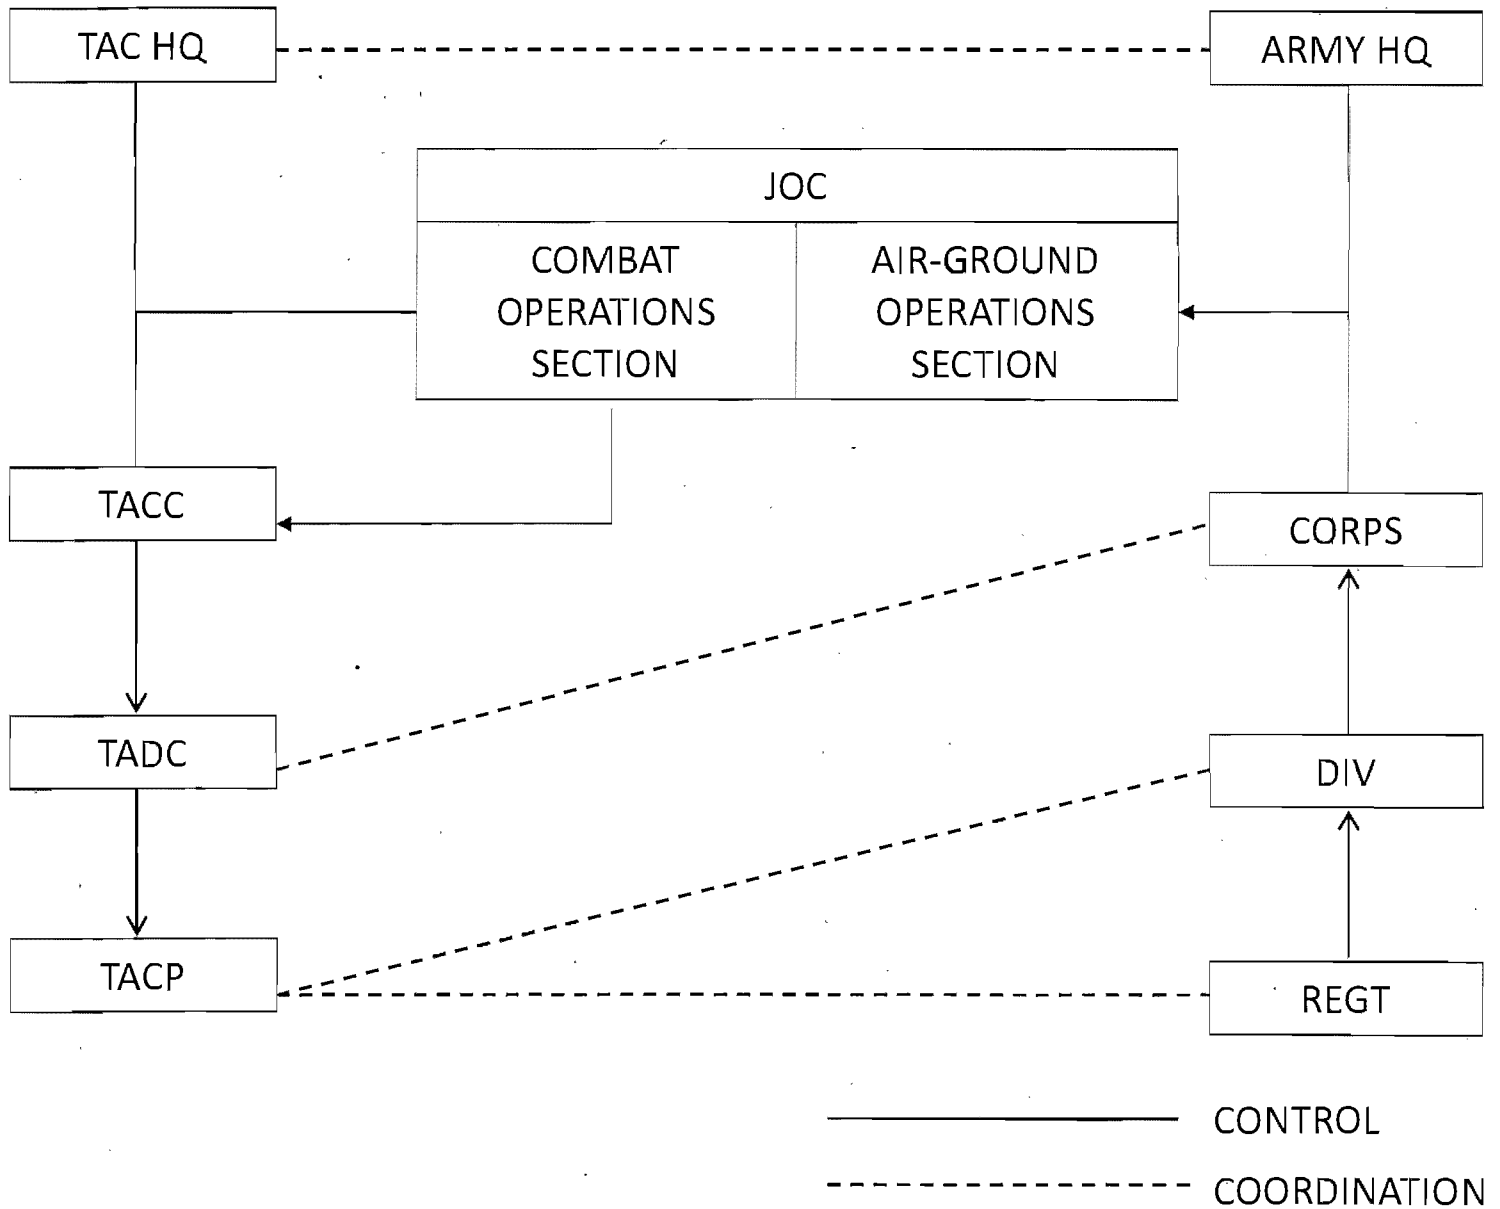 TAC HQ
ARMY HQ
JOC
COMBAT
OPERATIONS
SECTION
AIR-GROUND
OPERATIONS
SECTION
TACC
CORPS
TADC
DIV
TACP
REGT
CONTROL
COORDINATION